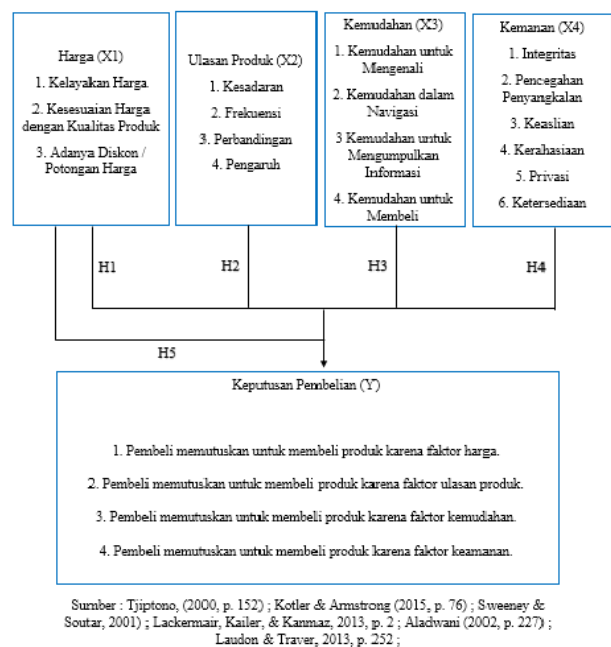 Harga (X1)
1. Kelayakan Harga
2. Kesesuaian Harga
dengan Kualitas Produk
3. Adanya Diskon /
Potongan Harga
Ulasan Produk (X2)
1. Kesadaran
2. Frekuensi
3. Perbandingan
4. Pengaruh
Kemudahan (X3)
1. Kemudahan untuk
Mengenali
2. Kemudahan dalam
Navigasi
3 Kemudahan untuk
Mengumpulkan
Informasi
4. Kemudahan untuk
Membeli
Kemanan (X4)
1. Integritas
2. Pencegahan
Penyangkalan
3. Keaslian
4. Kerahasiaan
5. Privasi
6. Ketersediaan
H1
H2
H3
H4
H5
Keputusan Pembelian (Y)
1. Pembeli memutuskan untuk membeli produk karena faktor harga.
2. Pembeli memutuskan untuk membeli produk karena faktor ulasan produk.
3. Pembeli memutuskan untuk membeli produk karena faktor kemudahan.
4. Pembeli memutuskan untuk membeli produk karena faktor keamanan.
Sumber : Tjiptono, (2000, p. 152) ; Kotler & Armstrong (2015, p. 76) ; Sweeney &
Soutar, 2001) ; Lackermair, Kailer, & Kanmaz, 2013, p. 2 ; Aladwani (2002, p. 227) ;
Laudon & Traver, 2013, p. 252 ;